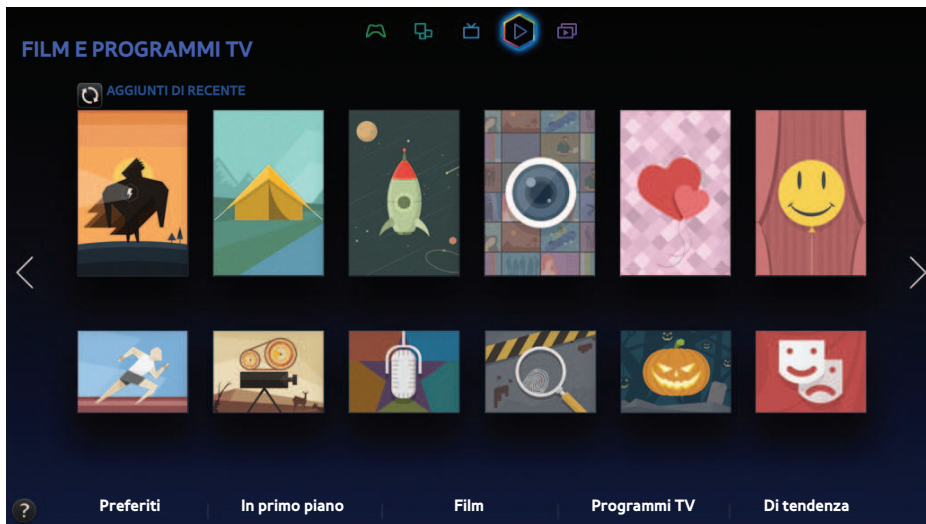 FILM E PROGRAMMI TV
AGGIUNTI DI RECENTE
?
Preferiti In primo piano Film Programmi TV Di tendenza